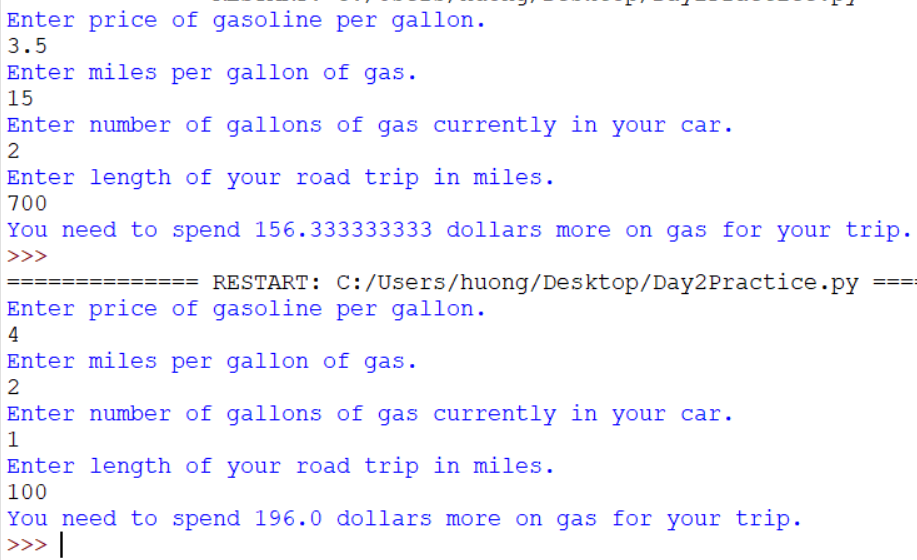 Enter price of gasoline per gallon.
3.5
Enter miles per gallon of gas.
15
Enter number of gallons of gas currently in your car.
2
Enter length of your road trip in miles.
700
You need to spend 156.333333333 dollars more on gas for your trip.
>>>
============== RESTART: C:/Users/huong/Desktop/Day2Practice.py ====
Enter price of gasoline per gallon.
4
Enter miles per gallon of gas.
2
Enter number of gallons of gas currently in your car.
1
Enter length of your road trip in miles.
100
You need to spend 196.0 dollars more on gas for your trip.
>>>